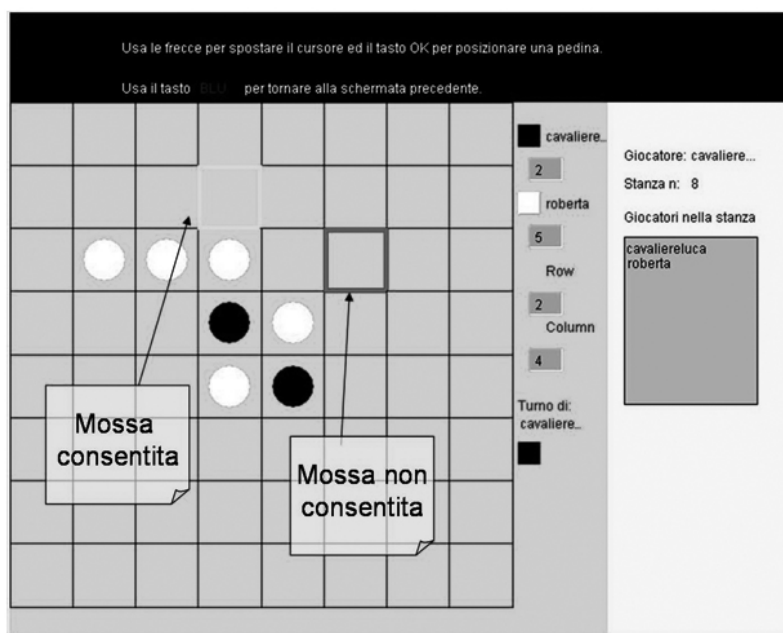 Usa le frecce per spostare il cursore ed il tasto OK per posizionare una pedina.
Usa il tasto BLU per tornare alla schermata precedente.
cavaliere...
2
roberta
5
Row
2
Column
4
Turno di:
cavaliere...
Giocatore: cavaliere...
Stanza n: 8
Giocatori nella stanza
cavaliereluca
roberta
Mossa
consentita
Mossa non
consentita